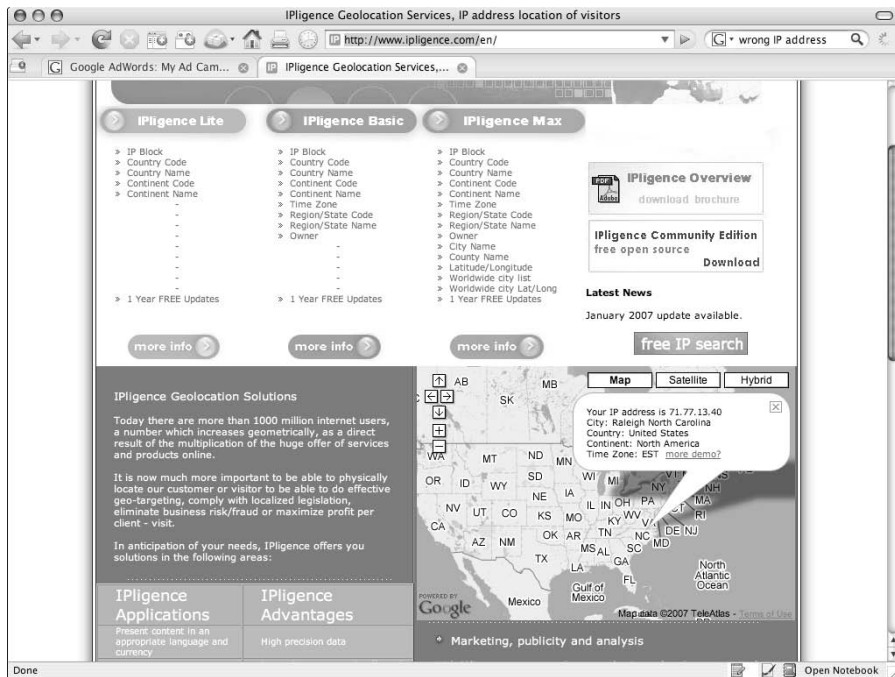 IPligence Geolocation Services, IP address location of visitors
http://www.ipligence.com/en/
G wrong IP address
Google AdWords: My Ad Cam...
IPligence Geolocation Services,...
IPligence Lite
» IP Block
» Country Code
» Country Name
» Continent Code
» Continent Name
-
-
-
-
-
-
-
-
-
» 1 Year FREE Updates
more info
IPligence Basic
» IP Block
» Country Code
» Country Name
» Continent Code
» Continent Name
» Time Zone
» Region/State Code
» Region/State Name
» Owner
-
-
-
-
-
» 1 Year FREE Updates
more info
IPligence Max
» IP Block
» Country Code
» Country Name
» Continent Code
» Continent Name
» Time Zone
» Region/State Code
» Region/State Name
» Owner
» City Name
» County Name
» Latitude/Longitude
» Worldwide city list
» Worldwide city Lat/Long
» 1 Year FREE Updates
more info
Adobe
IPligence Overview
download brochure
IPligence Community Edition
free open source
Download
Latest News
January 2007 update available.
free IP search
IPligence Geolocation Solutions
Today there are more than 1000 million internet users,
a number which increases geometrically, as a direct
result of the multiplication of the huge offer of services
and products online.
It is now much more important to be able to physically
locate our customer or visitor to be able to do effective
geo-targeting, comply with localized legislation,
eliminate business risk/fraud or maximize profit per
client - visit.
In anticipation of your needs, IPligence offers you
solutions in the following areas:
IPligence
Applications
Present content in an
appropriate language and
currency
IPligence
Advantages
High precision data
Map
Satellite
Hybrid
Your IP address is 71.77.13.40
City: Raleigh North Carolina
Country: United States
Continent: North America
Time Zone: EST more demo?
AB
SK
MB
WA
MT
ND
MN
OR
ID
WY
SD
WI
MI
NY
VT
NH
NE
IA
IL
IN
OH
PA
MA
CT
RI
NV
UT
CO
KS
MO
KY
WV
VA
DE
NJ
MD
CA
AZ
NM
OK
AR
TN
NC
MS
AL
SC
GA
TX
LA
FL
North
Atlantic
Ocean
Gulf of
Mexico
Mexico
POWERED BY
Google
Map data ©2007 TeleAtlas - Terms of Use
Marketing, publicity and analysis
Done
Open Notebook